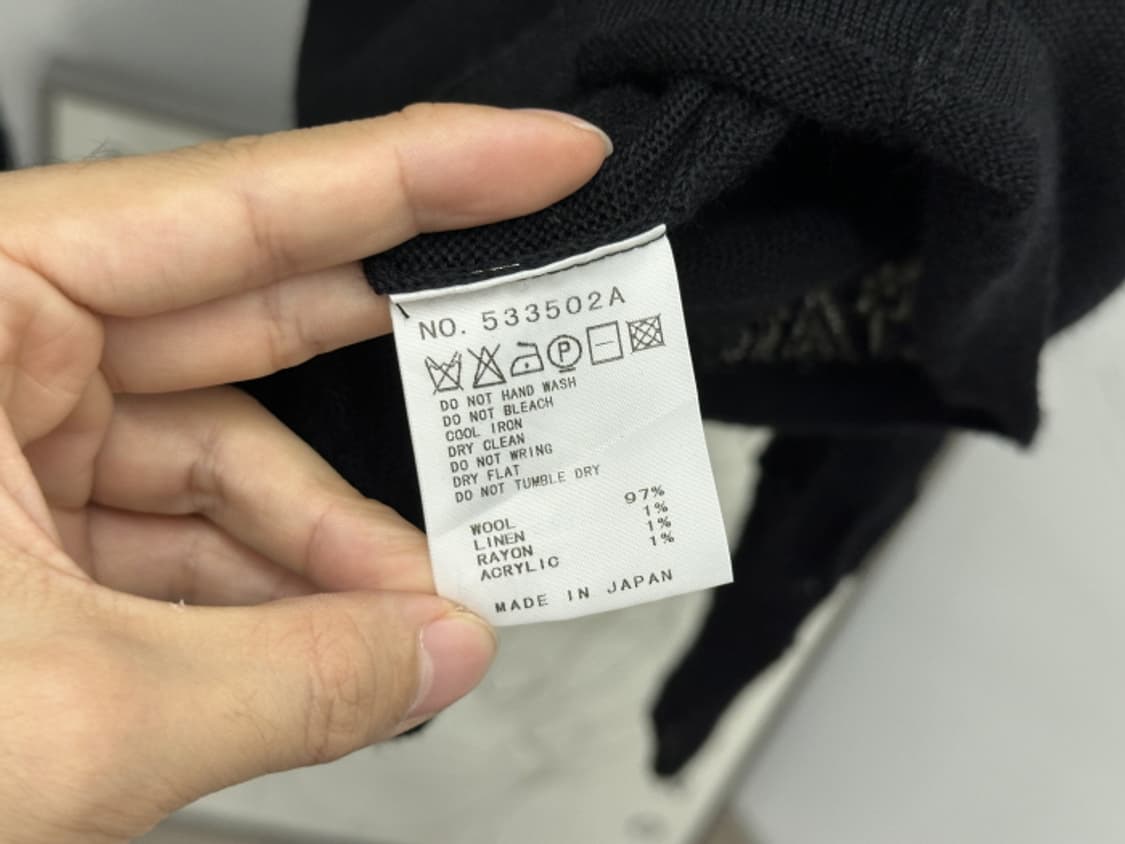 NO. 533502A
P
DO NOT HAND WASH
DO NOT BLEACH
COOL IRON
DRY CLEAN
DO NOT WRING
DRY FLAT
DO NOT TUMBLE DRY
WOOL 97%
LINEN 1%
RAYON 1%
ACRYLIC 1%
MADE IN JAPAN